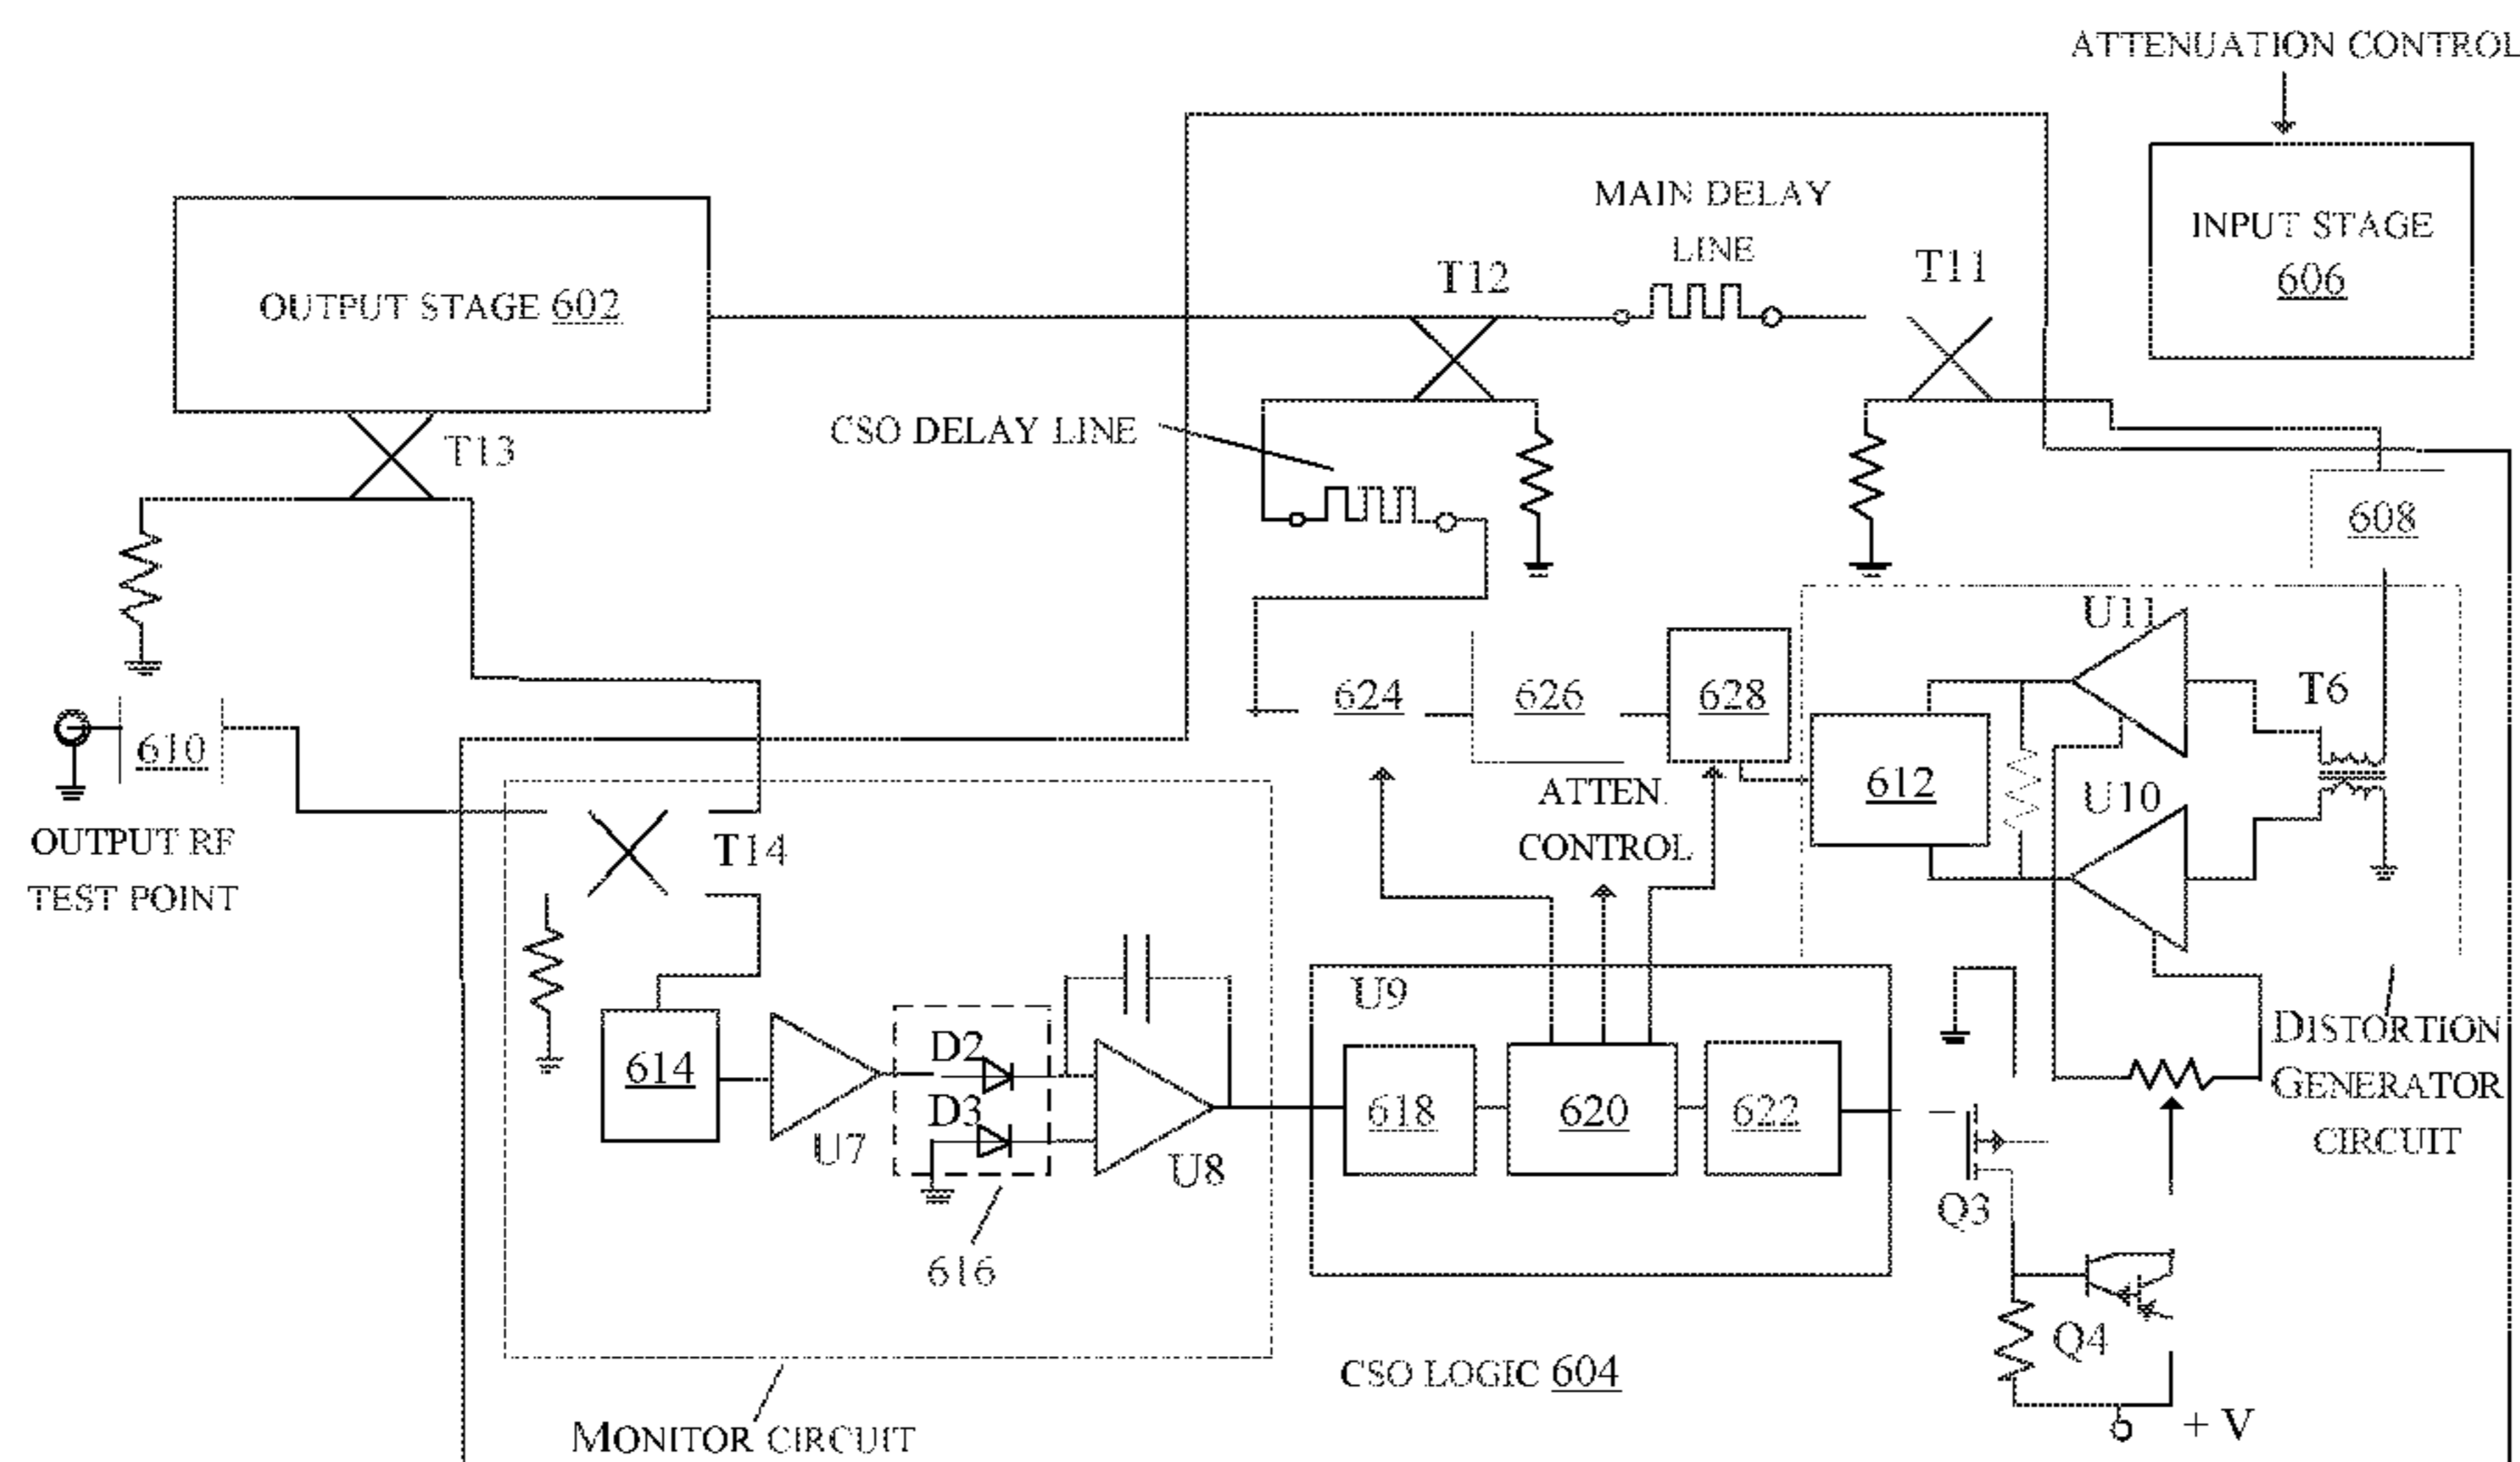 ATTENUATION CONTROL
INPUT STAGE
606
MAIN DELAY
LINE
T12
T11
OUTPUT STAGE 602
CSO DELAY LINE
T13
608
U11
T6
624
626
628
610
612
U10
ATTEN.
CONTROL
OUTPUT RF
TEST POINT
T14
U9
DISTORTION
GENERATOR
CIRCUIT
D2
614
D3
618
620
622
U7
U8
Q3
616
Q4
CSO LOGIC 604
MONITOR CIRCUIT
+ V